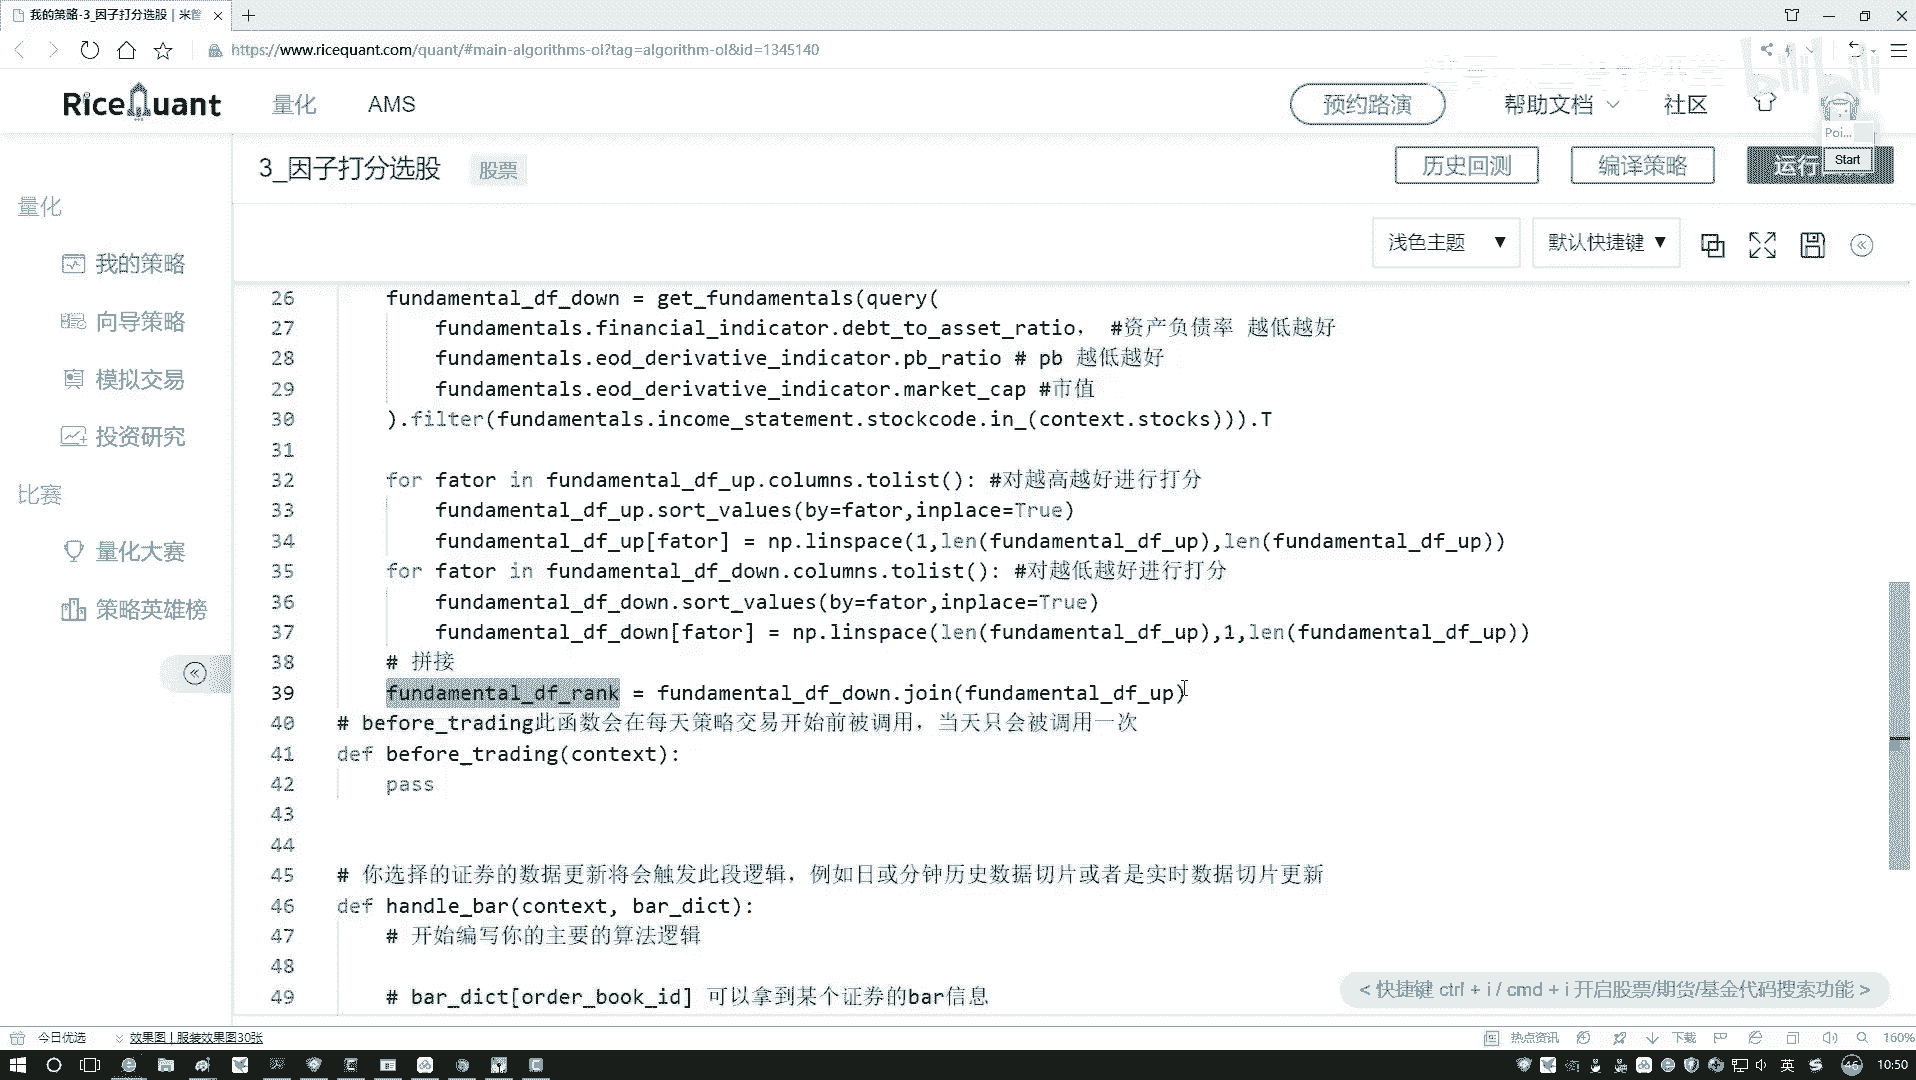 我的策略-3_因子打分选股 | 米
https://www.ricequant.com/quant/#main-algorithms-ol?tag=algorithm-ol&id=1345140
RiceQuant 量化 AMS 预约路演 帮助文档 社区
Poi...
Start
3_因子打分选股 股票 历史回测 编译策略 运行
浅色主题 默认快捷键
量化
我的策略
向导策略
模拟交易
投资研究
比赛
量化大赛
策略英雄榜
26 fundamental_df_down = get_fundamentals(query(
27 fundamentals.financial_indicator.debt_to_asset_ratio， #资产负债率 越低越好
28 fundamentals.eod_derivative_indicator.pb_ratio # pb 越低越好
29 fundamentals.eod_derivative_indicator.market_cap #市值
30 ).filter(fundamentals.income_statement.stockcode.in_(context.stocks))).T
31
32 for fator in fundamental_df_up.columns.tolist(): #对越高越好进行打分
33 fundamental_df_up.sort_values(by=fator,inplace=True)
34 fundamental_df_up[fator] = np.linspace(1,len(fundamental_df_up),len(fundamental_df_up))
35 for fator in fundamental_df_down.columns.tolist(): #对越低越好进行打分
36 fundamental_df_down.sort_values(by=fator,inplace=True)
37 fundamental_df_down[fator] = np.linspace(len(fundamental_df_up),1,len(fundamental_df_up))
38 # 拼接
39 fundamental_df_rank = fundamental_df_down.join(fundamental_df_up)
40 # before_trading此函数会在每天策略交易开始前被调用，当天只会被调用一次
41 def before_trading(context):
42 pass
43
44
45 # 你选择的证券的数据更新将会触发此段逻辑，例如日或分钟历史数据切片或者是实时数据切片更新
46 def handle_bar(context, bar_dict):
47 # 开始编写你的主要的算法逻辑
48
49 # bar_dict[order_book_id] 可以拿到某个证券的bar信息
< 快捷键 ctrl + i / cmd + i 开启股票/期货/基金代码搜索功能 >
今日优选 效果图 | 服装效果图30张 热点资讯 下载 160%
英 46 10:50